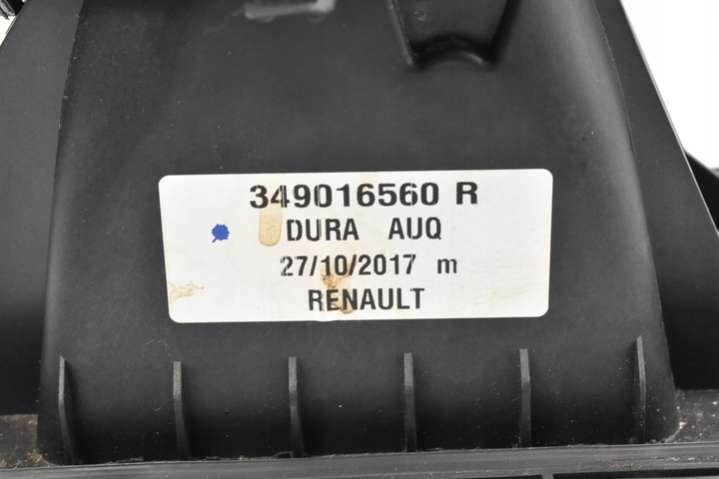 349016560 R
DURA AUQ
27/10/2017 m
RENAULT